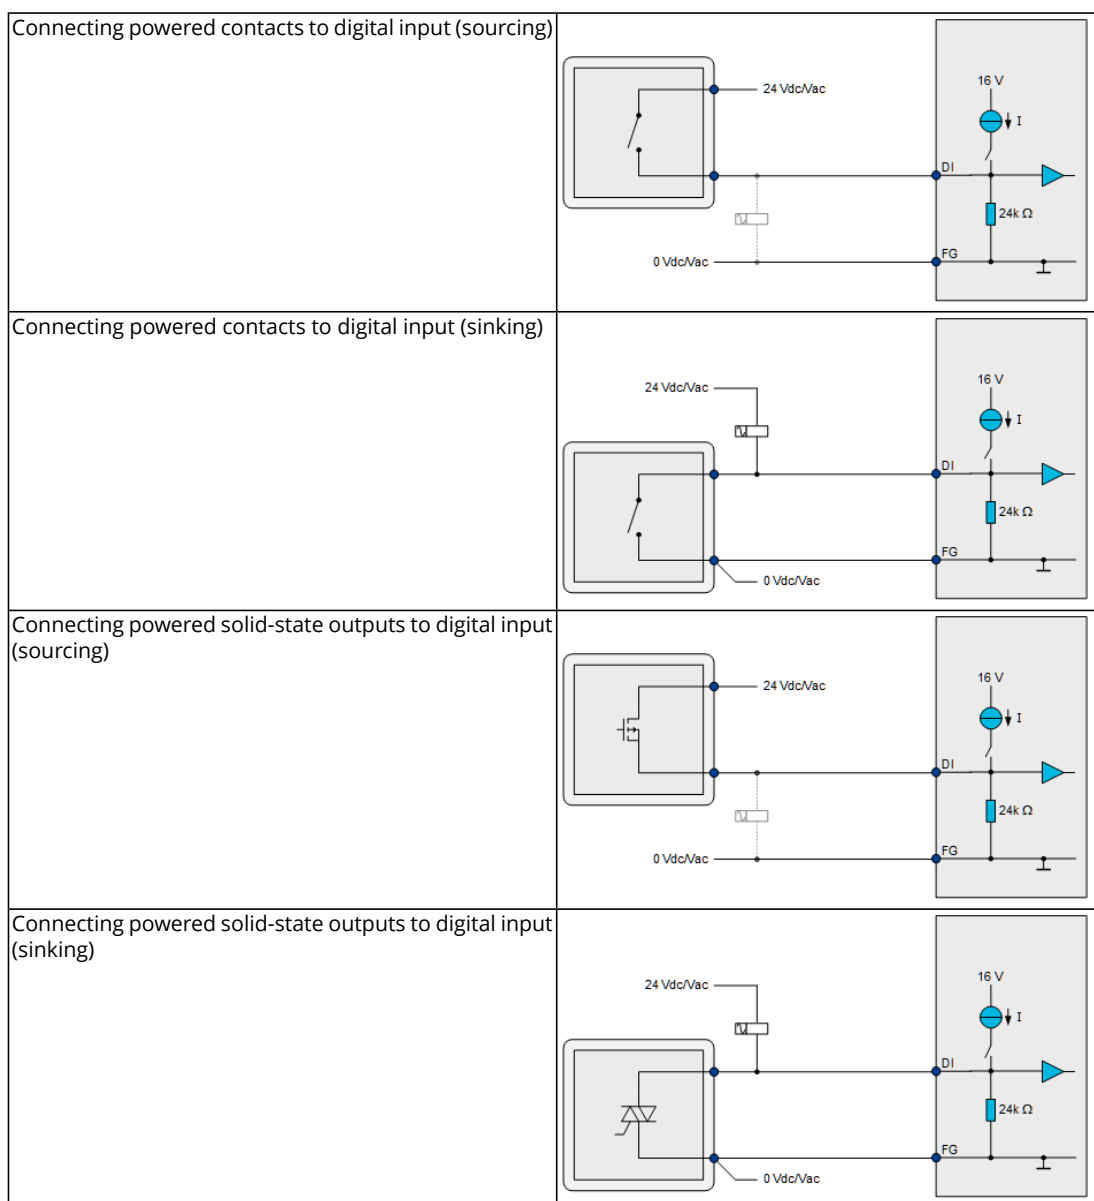 Connecting powered contacts to digital input (sourcing)
24 Vdc/Vac
16 V
I
DI
24k Ω
FG
0 Vdc/Vac
Connecting powered contacts to digital input (sinking)
16 V
24 Vdc/Vac
I
DI
24k Ω
FG
0 Vdc/Vac
Connecting powered solid-state outputs to digital input
(sourcing)
16 V
24 Vdc/Vac
I
DI
24k Ω
FG
0 Vdc/Vac
Connecting powered solid-state outputs to digital input
(sinking)
16 V
24 Vdc/Vac
I
DI
24k Ω
FG
0 Vdc/Vac